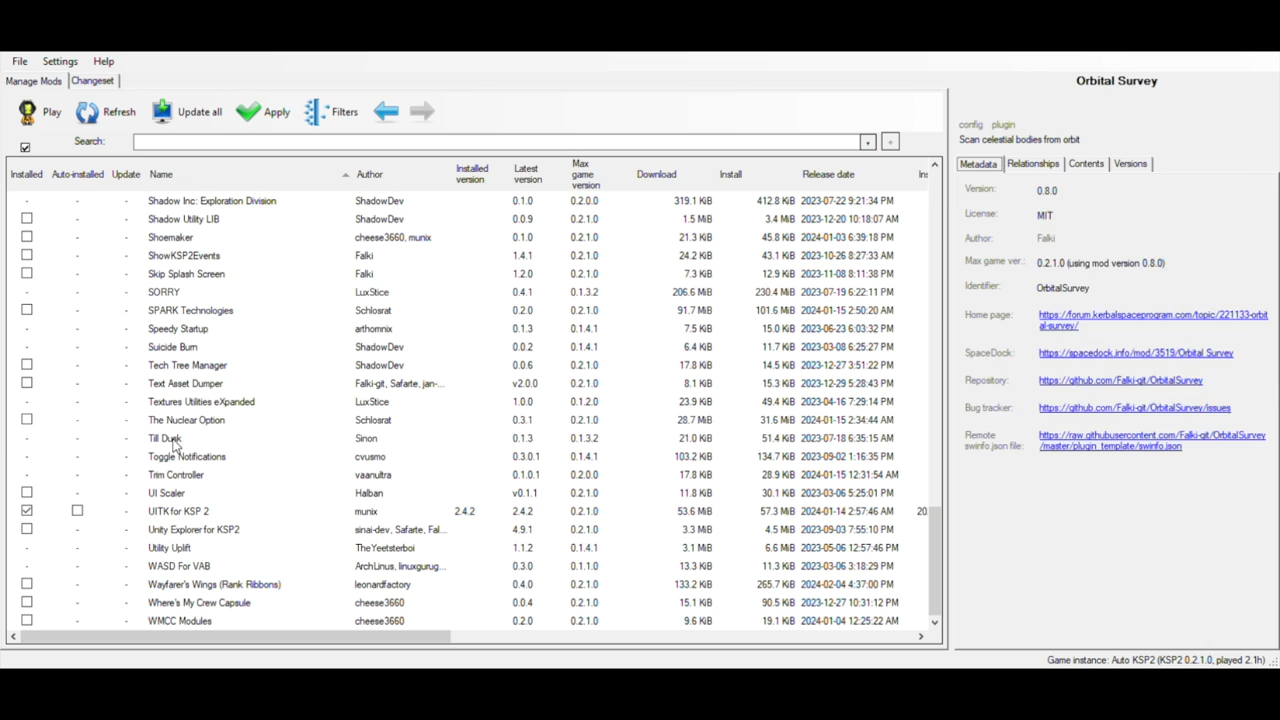 File Settings Help
Manage Mods Changeset
Orbital Survey
Play Refresh Update all Apply Filters
config plugin
Search:
Scan celestial bodies from orbit
Metadata Relationships Contents Versions
Installed Auto-installed Update Name Author Installed version Latest version Max game version Download Install Release date Ins
- - - Shadow Inc: Exploration Division ShadowDev 0.1.0 0.2.0.0 319.1 KiB 412.8 KiB 2023-07-22 9:21:34 PM
- - Shadow Utility LIB ShadowDev 0.0.9 0.2.1.0 1.5 MiB 3.4 MiB 2023-12-20 10:18:07 AM
- - Shoemaker cheese3660, munix 0.1.0 0.2.1.0 21.3 KiB 45.8 KiB 2024-01-03 6:39:18 PM
- - ShowKSP2Events Falki 1.4.1 0.2.1.0 24.2 KiB 43.1 KiB 2023-10-26 8:27:33 AM
- - Skip Splash Screen Falki 1.2.0 0.2.1.0 7.3 KiB 12.9 KiB 2023-11-08 8:11:38 PM
- - - SORRY LuxStice 0.4.1 0.1.3.2 206.6 MiB 230.4 MiB 2023-07-19 6:22:11 PM
- - SPARK Technologies Schlosrat 0.2.0 0.2.1.0 91.7 MiB 101.6 MiB 2024-01-15 2:50:20 AM
- - - Speedy Startup arthomnix 0.1.3 0.1.4.1 7.5 KiB 15.0 KiB 2023-06-23 6:03:32 PM
- - - Suicide Burn ShadowDev 0.0.2 0.1.4.1 6.4 KiB 11.7 KiB 2023-03-08 6:25:27 PM
- - Tech Tree Manager ShadowDev 0.0.6 0.2.1.0 17.8 KiB 14.5 KiB 2023-12-27 3:51:22 PM
- - Text Asset Dumper Falki-git, Safarte, jan-... v2.0.0 0.2.1.0 8.1 KiB 15.3 KiB 2023-12-29 5:28:43 PM
- - - Textures Utilities eXpanded LuxStice 1.0.0 0.1.2.0 23.9 KiB 49.4 KiB 2023-04-16 7:29:14 PM
- - The Nuclear Option Schlosrat 0.3.1 0.2.1.0 28.7 MiB 31.6 MiB 2024-01-15 2:34:44 AM
- - - Till Dusk Sinon 0.1.3 0.1.3.2 21.0 KiB 51.4 KiB 2023-07-18 6:35:15 AM
- - - Toggle Notifications cvusmo 0.3.0.1 0.1.4.1 103.2 KiB 134.7 KiB 2023-09-02 1:16:35 PM
- - - Trim Controller vaanultra 0.1.0.1 0.2.0.0 17.8 KiB 28.9 KiB 2024-01-15 12:31:54 AM
- - UI Scaler Halban v0.1.1 0.2.1.0 11.8 KiB 30.1 KiB 2023-03-06 5:25:01 PM
- UITK for KSP 2 munix 2.4.2 2.4.2 0.2.1.0 53.6 MiB 57.3 MiB 2024-01-14 2:57:46 AM 20
- - Unity Explorer for KSP2 sinai-dev, Safarte, Fal... 4.9.1 0.2.1.0 3.3 MiB 4.5 MiB 2023-09-03 7:55:10 PM
- - - Utility Uplift TheYeetsterboi 1.1.2 0.1.4.1 3.1 MiB 6.6 MiB 2023-05-06 12:57:46 PM
- - - WASD For VAB ArchLinus, linuxgurug... 0.3.0 0.1.1.0 13.3 KiB 11.3 KiB 2023-03-06 3:18:29 PM
- - Wayfarer's Wings (Rank Ribbons) leonardfactory 0.4.0 0.2.1.0 133.2 KiB 265.7 KiB 2024-02-04 4:37:00 PM
- - Where's My Crew Capsule cheese3660 0.0.4 0.2.1.0 15.1 KiB 90.5 KiB 2023-12-27 10:31:12 PM
- - WMCC Modules cheese3660 0.2.0 0.2.1.0 9.6 KiB 19.1 KiB 2024-01-04 12:25:22 AM
Version: 0.8.0
License: MIT
Author: Falki
Max game ver.: 0.2.1.0 (using mod version 0.8.0)
Identifier: OrbitalSurvey
Home page: https://forum.kerbalspaceprogram.com/topic/221133-orbit
al-survey/
SpaceDock: https://spacedock.info/mod/3519/Orbital Survey
Repository: https://github.com/Falki-git/OrbitalSurvey
Bug tracker: https://github.com/Falki-git/OrbitalSurvey/issues
Remote swinfo.json file: https://raw.githubusercontent.com/Falki-git/OrbitalSurvey
/master/plugin_template/swinfo.json
Game instance: Auto KSP2 (KSP2 0.2.1.0, played 2.1h)